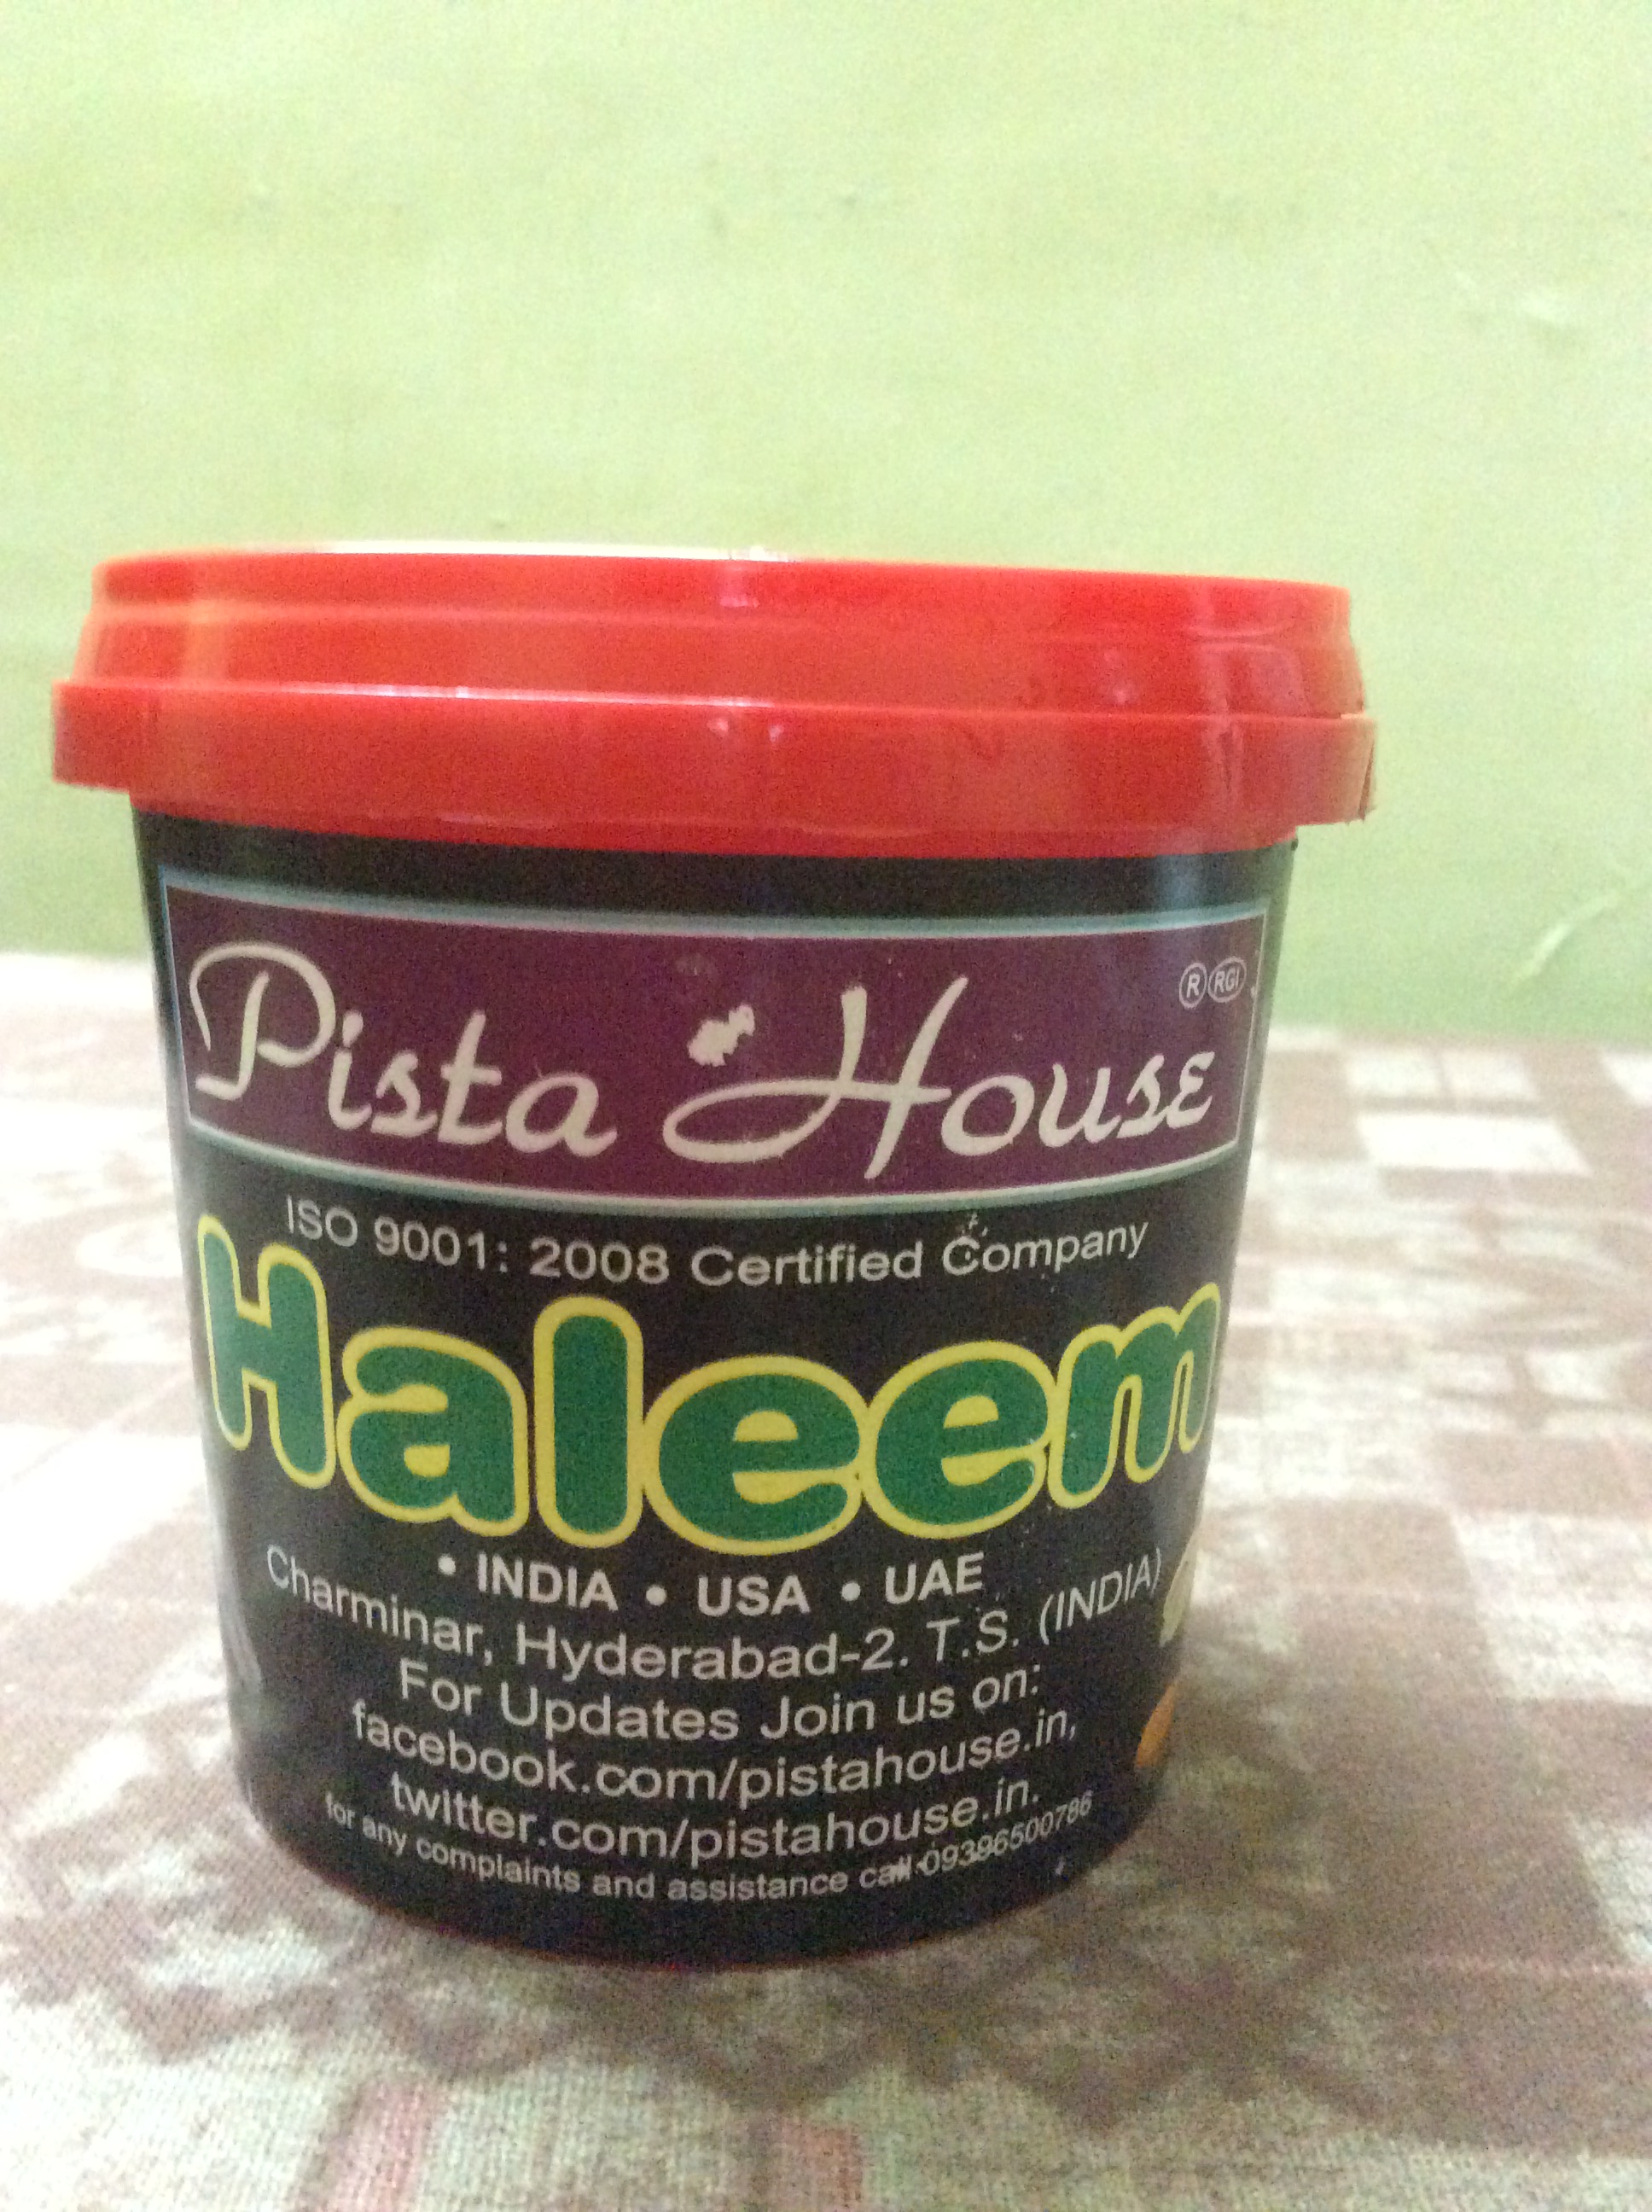 Pista House ® RGI
ISO 9001: 2008 Certified Company
Haleem
• INDIA • USA • UAE
Charminar, Hyderabad-2. T.S. (INDIA)
For Updates Join us on:
facebook.com/pistahouse.in,
twitter.com/pistahouse.in.
for any complaints and assistance call 09396500786